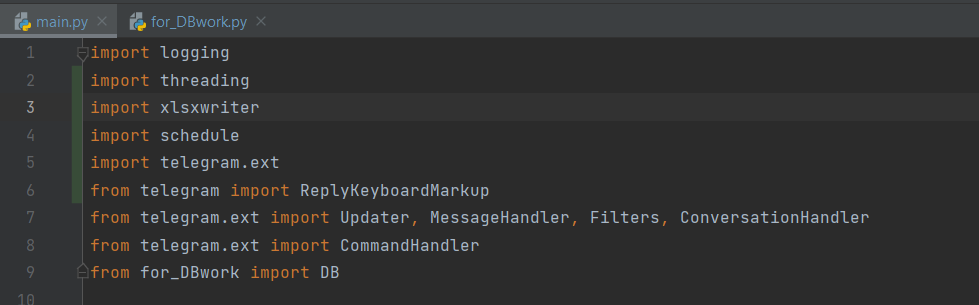 main.py for_DBwork.py
1 import logging
2 import threading
3 import xlsxwriter
4 import schedule
5 import telegram.ext
6 from telegram import ReplyKeyboardMarkup
7 from telegram.ext import Updater, MessageHandler, Filters, ConversationHandler
8 from telegram.ext import CommandHandler
9 from for_DBwork import DB
10